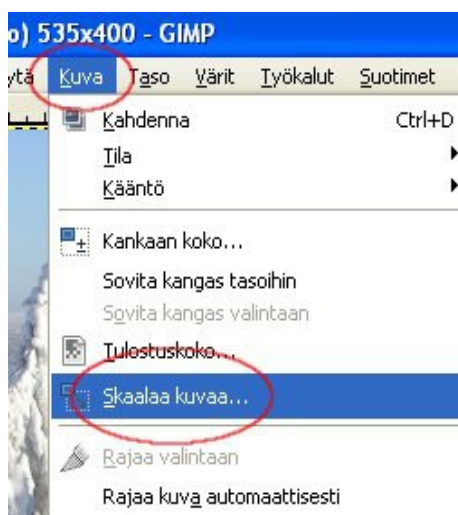 o) 535x400 - GIMP
ytä Kuva Taso Värit Työkalut Suotimet
Kahdenna Ctrl+D
Tila
Kääntö
Kankaan koko...
Sovita kangas tasoihin
Sovita kangas valintaan
Tulostuskoko...
Skaalaa kuvaa...
Rajaa valintaan
Rajaa kuva automaattisesti